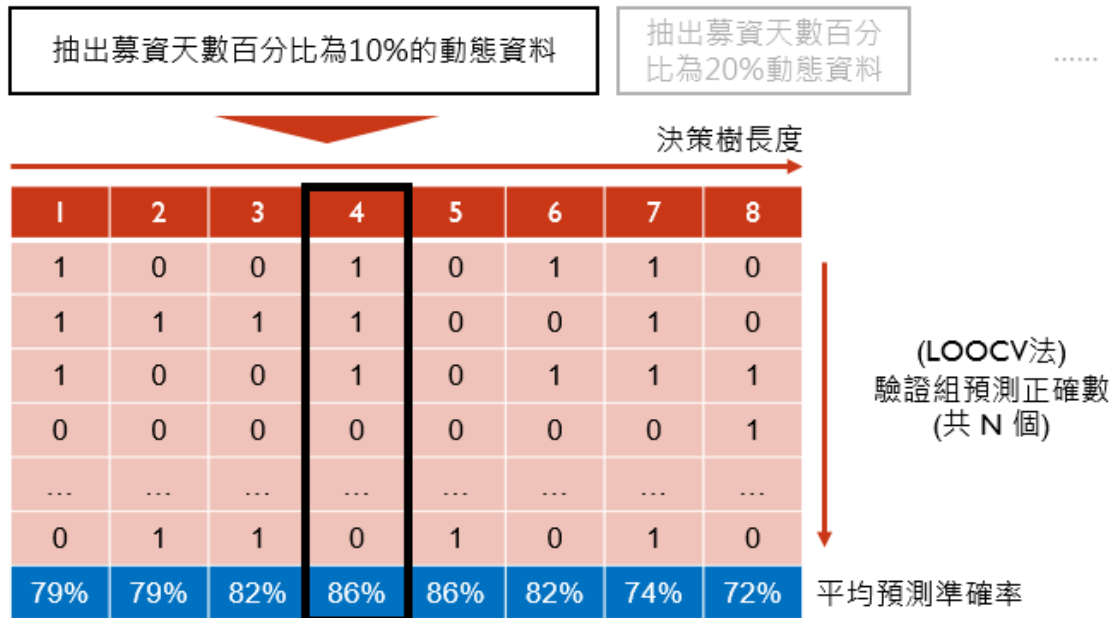 抽出募資天數百分比為10%的動態資料
抽出募資天數百分
比為20%動態資料
......
決策樹長度
1 2 3 4 5 6 7 8
1 0 0 1 0 1 1 0
1 1 1 1 0 0 1 0
1 0 0 1 0 1 1 1
0 0 0 0 0 0 0 1
... ... ... ... ... ... ... ...
0 1 1 0 1 0 1 0
79% 79% 82% 86% 86% 82% 74% 72%
(LOOCV法)
驗證組預測正確數
(共 N 個)
平均預測準確率